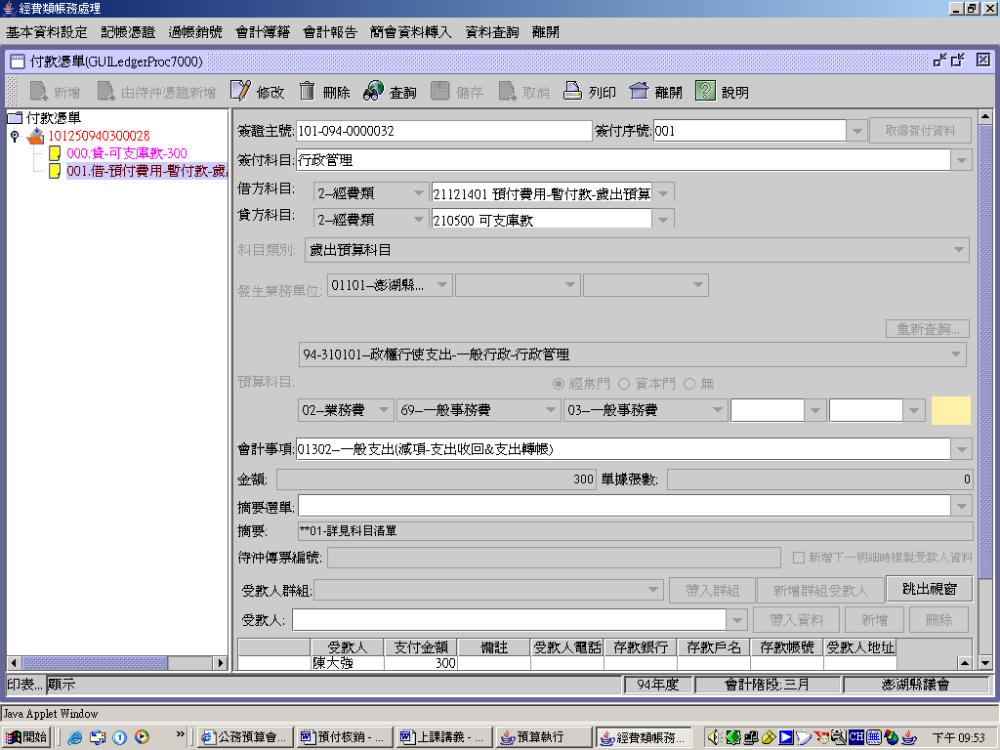 經費類帳務處理
基本資料設定 記帳憑證 過帳銷號 會計簿籍 會計報告 簡會資料轉入 資料查詢 離開
付款憑單(GUILedgerProc7000)
新增 由待沖憑證新增 修改 刪除 查詢 儲存 取消 列印 離開 說明
付款憑單
101250940300028
000.貸-可支庫款-300
001.借-預付費用-暫付款-歲
簽證主號: 101-094-0000032 簽付序號: 001 取得簽付資料
簽付科目: 行政管理
借方科目: 2--經費類 21121401 預付費用-暫付款-歲出預算
貸方科目: 2--經費類 210500 可支庫款
科目類別: 歲出預算科目
發生業務單位: 01101--澎湖縣...
重新查詢...
94-310101--政權行使支出-一般行政-行政管理
預算科目: 經常門 資本門 無
02--業務費 69--一般事務費 03--一般事務費
會計事項: 01302--一般支出(減項-支出收回&支出轉帳)
金額: 300 單據張數: 0
摘要選單:
摘要: **01-詳見科目清單
待沖傳票編號: 新增下一明細時複製受款人資料
受款人群組: 帶入群組 新增群組受款人 跳出視窗
受款人: 帶入資料 新增 刪除
受款人 支付金額 備註 受款人電話 存款銀行 存款戶名 存款帳號 受款人地址
陳大強 300
印表... 顯示 94年度 會計階段:三月 澎湖縣議會
Java Applet Window
開始 公務預算會... 預付核銷 - ... 上課講義 - ... 預算執行 經費類帳務... CH 下午 09:53